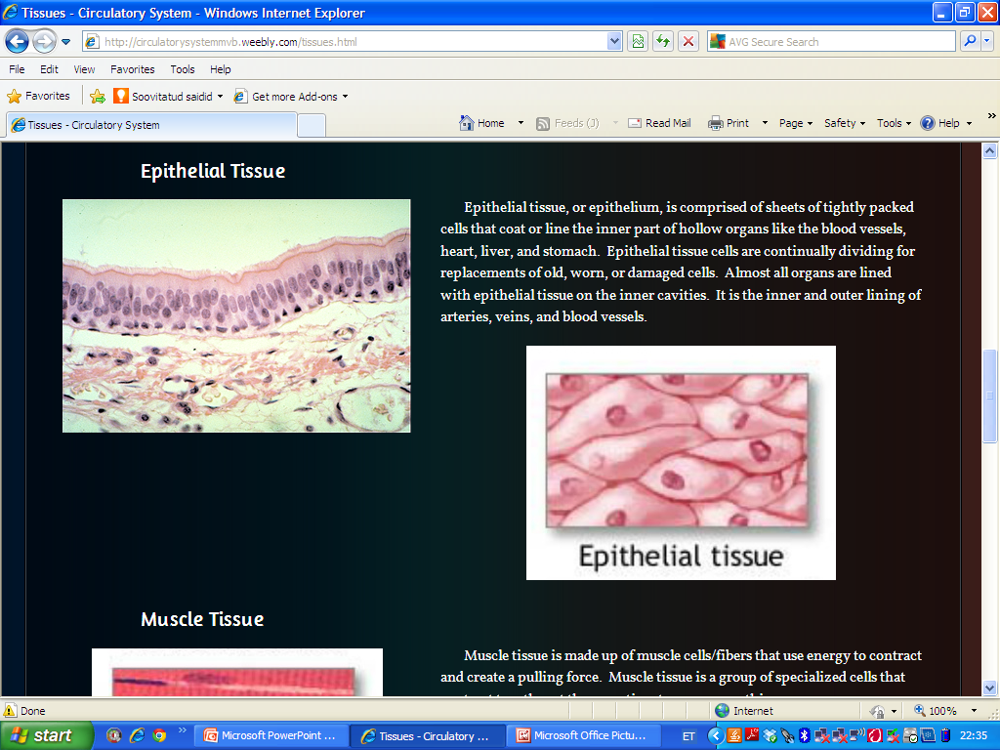 Tissues - Circulatory System - Windows Internet Explorer
http://circulatorysystemmvb.weebly.com/tissues.html
AVG Secure Search
File Edit View Favorites Tools Help
Favorites Soovitatud saidid Get more Add-ons
Tissues - Circulatory System
Home Feeds (J) Read Mail Print Page Safety Tools Help »
Epithelial Tissue
Epithelial tissue, or epithelium, is comprised of sheets of tightly packed
cells that coat or line the inner part of hollow organs like the blood vessels,
heart, liver, and stomach. Epithelial tissue cells are continually dividing for
replacements of old, worn, or damaged cells. Almost all organs are lined
with epithelial tissue on the inner cavities. It is the inner and outer lining of
arteries, veins, and blood vessels.
Epithelial tissue
Muscle Tissue
Muscle tissue is made up of muscle cells/fibers that use energy to contract
and create a pulling force. Muscle tissue is a group of specialized cells that
Done Internet 100%
start » Microsoft PowerPoint ... Tissues - Circulatory ... Microsoft Office Pictu... ET 22:35